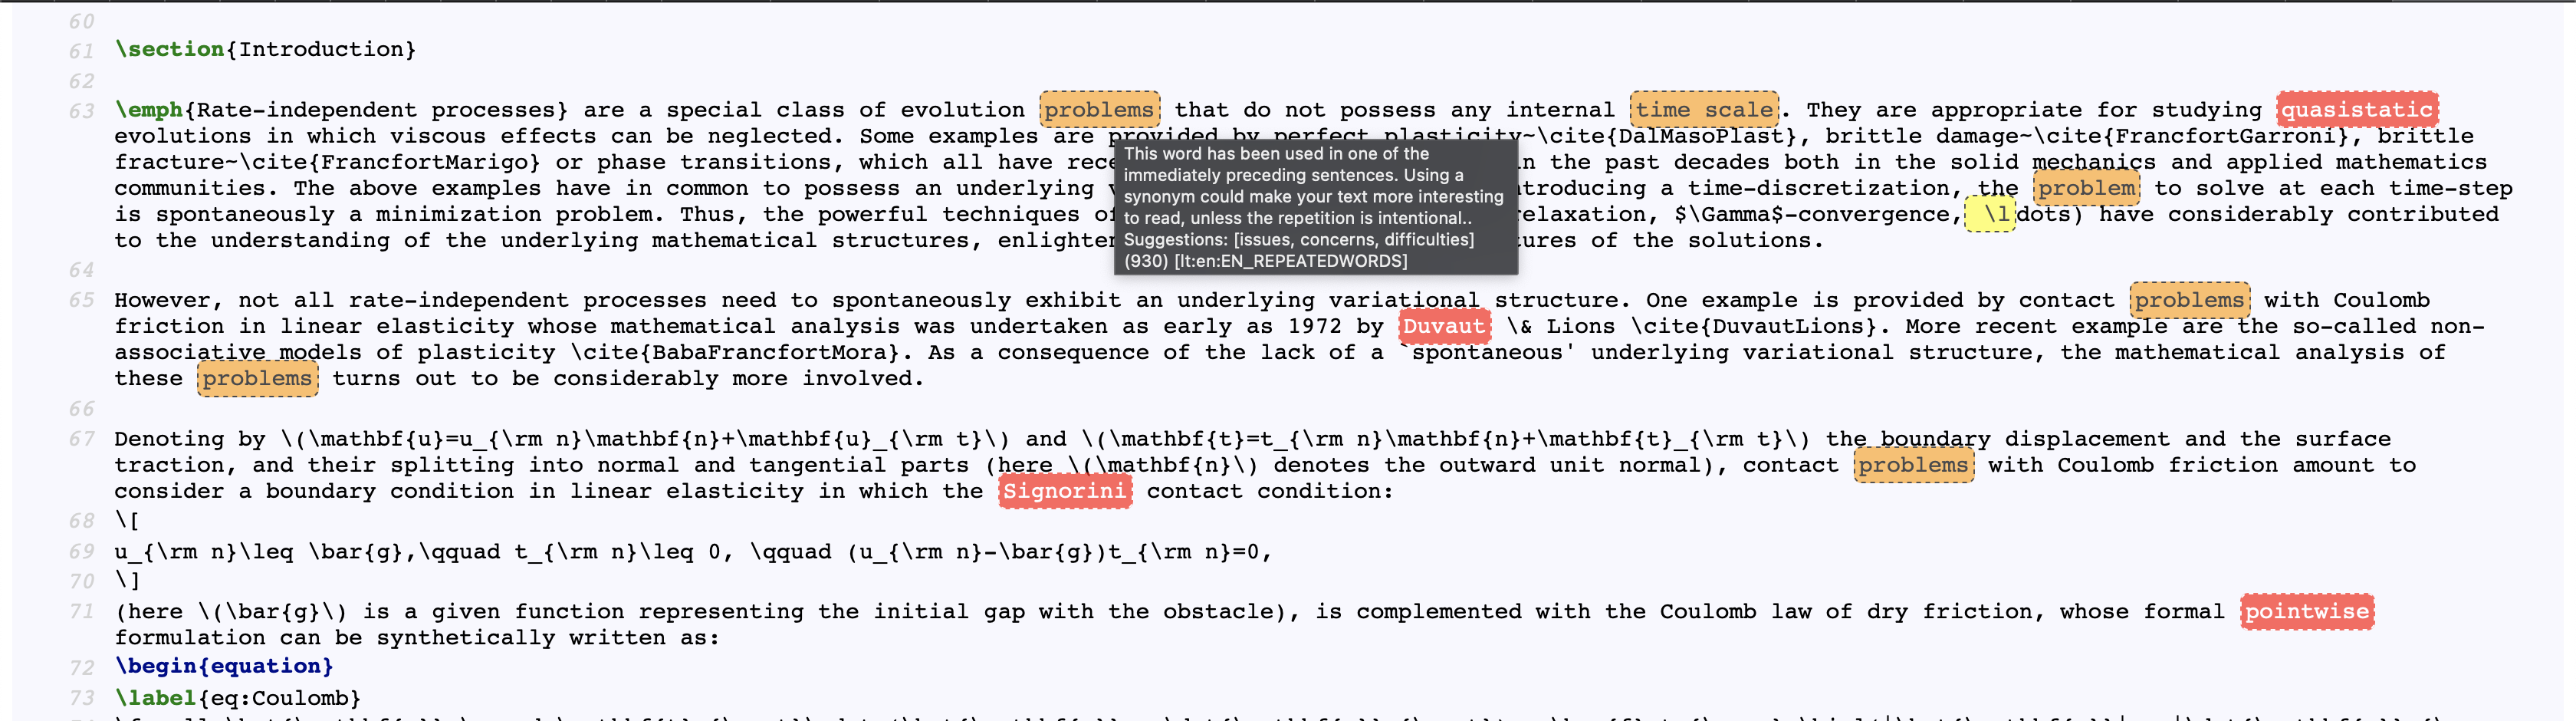 60
61 \section{Introduction}
62
63 \emph{Rate-independent processes} are a special class of evolution problems that do not possess any internal time scale. They are appropriate for studying quasistatic
evolutions in which viscous effects can be neglected. Some examples are provided by perfect plasticity~\cite{DalMasoPlast}, brittle damage~\cite{FrancfortGarroni}, brittle
fracture~\cite{FrancfortMarigo} or phase transitions, which all have in the past decades both in the solid mechanics and applied mathematics
communities. The above examples have in common to possess an underlying a time-discretization, the problem to solve at each time-step
is spontaneously a minimization problem. Thus, the powerful techniques $\Gamma$-convergence, \ldots) have considerably contributed
to the understanding of the underlying mathematical structures, of the solutions.
This word has been used in one of the
immediately preceding sentences. Using a
synonym could make your text more interesting
to read, unless the repetition is intentional..
Suggestions: [issues, concerns, difficulties]
(930) [lt:en:EN_REPEATEDWORDS]
64
65 However, not all rate-independent processes need to spontaneously exhibit an underlying variational structure. One example is provided by contact problems with Coulomb
friction in linear elasticity whose mathematical analysis was undertaken as early as 1972 by Duvaut \& Lions \cite{DuvautLions}. More recent example are the so-called non-
associative models of plasticity \cite{BabaFrancfortMora}. As a consequence of the lack of a `spontaneous' underlying variational structure, the mathematical analysis of
these problems turns out to be considerably more involved.
66
67 Denoting by \(\mathbf{u}=u_{\rm n}\mathbf{n}+\mathbf{u}_{\rm t}\) and \(\mathbf{t}=t_{\rm n}\mathbf{n}+\mathbf{t}_{\rm t}\) the boundary displacement and the surface
traction, and their splitting into normal and tangential parts (here \(\mathbf{n}\) denotes the outward unit normal), contact problems with Coulomb friction amount to
consider a boundary condition in linear elasticity in which the Signorini contact condition:
68 \[
69 u_{\rm n}\leq \bar{g},\qquad t_{\rm n}\leq 0, \qquad (u_{\rm n}-\bar{g})t_{\rm n}=0,
70 \]
71 (here \(\bar{g}\) is a given function representing the initial gap with the obstacle), is complemented with the Coulomb law of dry friction, whose formal pointwise
formulation can be synthetically written as:
72 \begin{equation}
73 \label{eq:Coulomb}